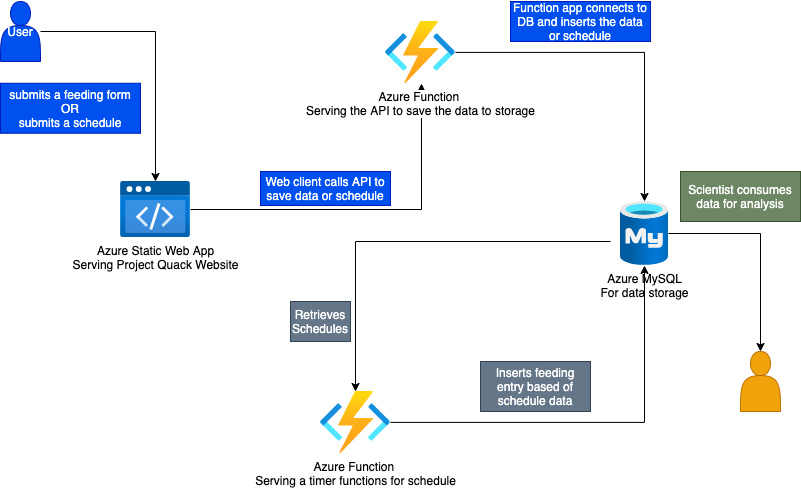 User
submits a feeding form
OR
submits a schedule
Function app connects to
DB and inserts the data
or schedule
Azure Function
Serving the API to save the data to storage
Web client calls API to
save data or schedule
Scientist consumes
data for analysis
Azure Static Web App
Serving Project Quack Website
My
Azure MySQL
For data storage
Retrieves
Schedules
Inserts feeding
entry based of
schedule data
Azure Function
Serving a timer functions for schedule